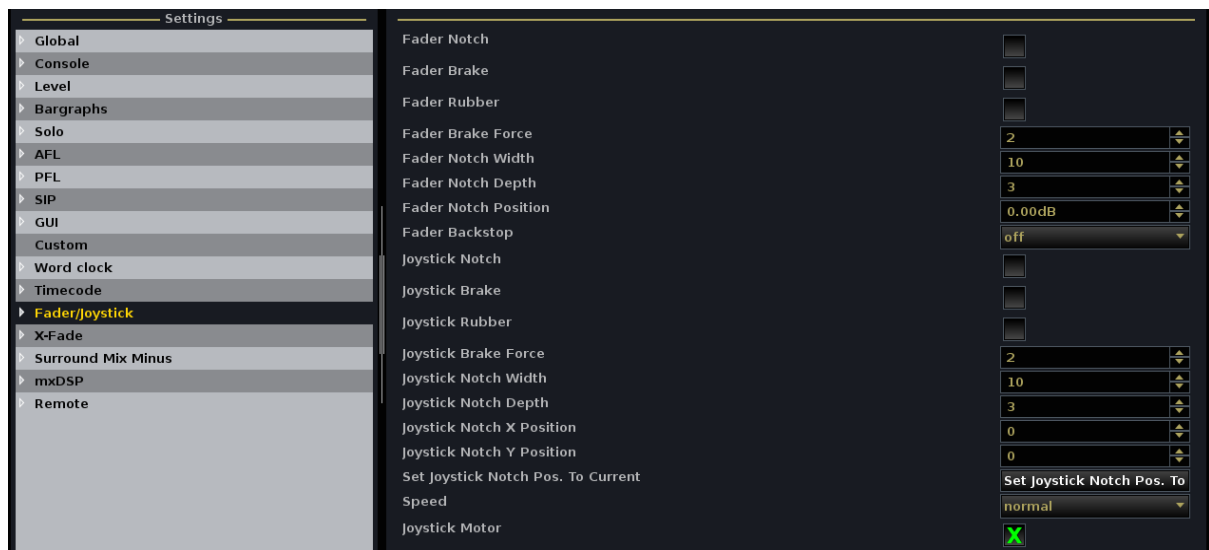 Settings
Global
Console
Level
Bargraphs
Solo
AFL
PFL
SIP
GUI
Custom
Word clock
Timecode
Fader/Joystick
X-Fade
Surround Mix Minus
mxDSP
Remote
Fader Notch
Fader Brake
Fader Rubber
Fader Brake Force 2
Fader Notch Width 10
Fader Notch Depth 3
Fader Notch Position 0.00dB
Fader Backstop off
Joystick Notch
Joystick Brake
Joystick Rubber
Joystick Brake Force 2
Joystick Notch Width 10
Joystick Notch Depth 3
Joystick Notch X Position 0
Joystick Notch Y Position 0
Set Joystick Notch Pos. To Current Set Joystick Notch Pos. To
Speed normal
Joystick Motor X